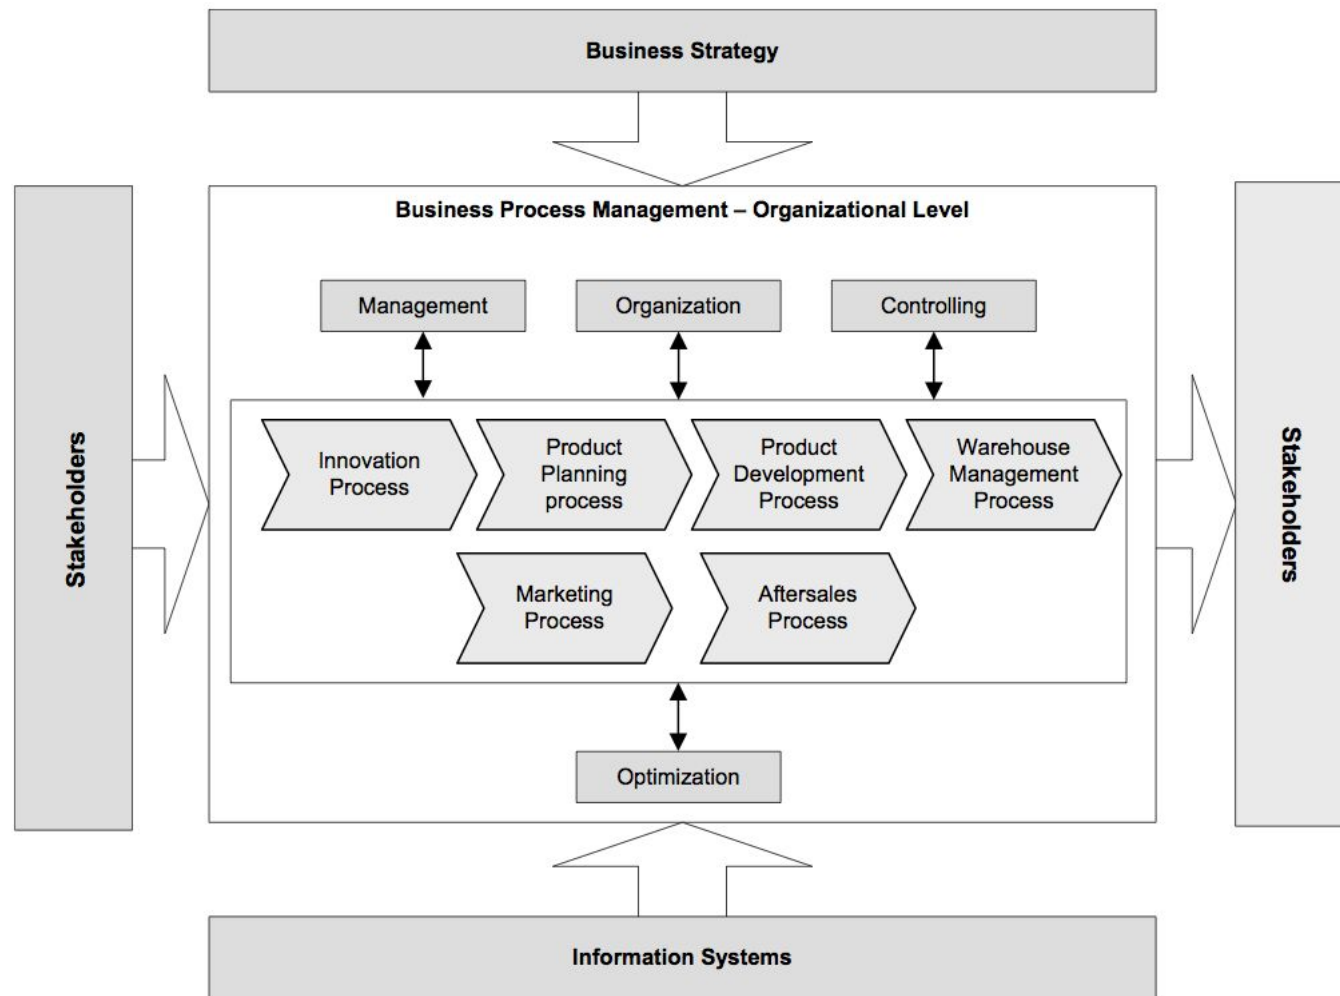 Business Strategy
Business Process Management – Organizational Level
Management
Organization
Controlling
Stakeholders
Innovation
Process
Product
Planning
process
Product
Development
Process
Warehouse
Management
Process
Marketing
Process
Aftersales
Process
Stakeholders
Optimization
Information Systems